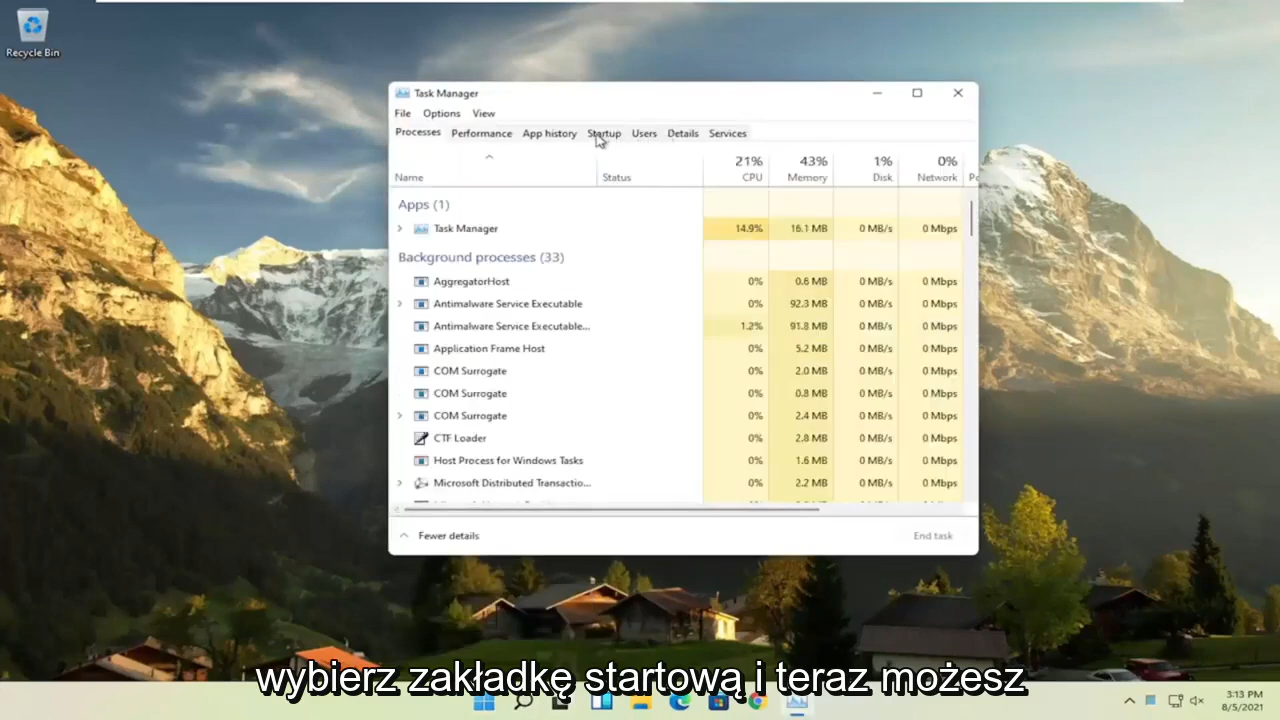 Recycle Bin
Task Manager
File Options View
Processes Performance App history Startup Users Details Services
21% 43% 1% 0%
Name Status CPU Memory Disk Network
Apps (1)
Task Manager 14.9% 16.1 MB 0 MB/s 0 Mbps
Background processes (33)
AggregatorHost 0% 0.6 MB 0 MB/s 0 Mbps
Antimalware Service Executable 0% 92.3 MB 0 MB/s 0 Mbps
Antimalware Service Executable... 1.2% 91.8 MB 0 MB/s 0 Mbps
Application Frame Host 0% 5.2 MB 0 MB/s 0 Mbps
COM Surrogate 0% 2.0 MB 0 MB/s 0 Mbps
COM Surrogate 0% 0.8 MB 0 MB/s 0 Mbps
COM Surrogate 0% 2.4 MB 0 MB/s 0 Mbps
CTF Loader 0% 2.8 MB 0 MB/s 0 Mbps
Host Process for Windows Tasks 0% 1.6 MB 0 MB/s 0 Mbps
Microsoft Distributed Transactio... 0% 2.2 MB 0 MB/s 0 Mbps
Fewer details End task
wybierz zakładkę startową i teraz możesz
3:13 PM
8/5/2021